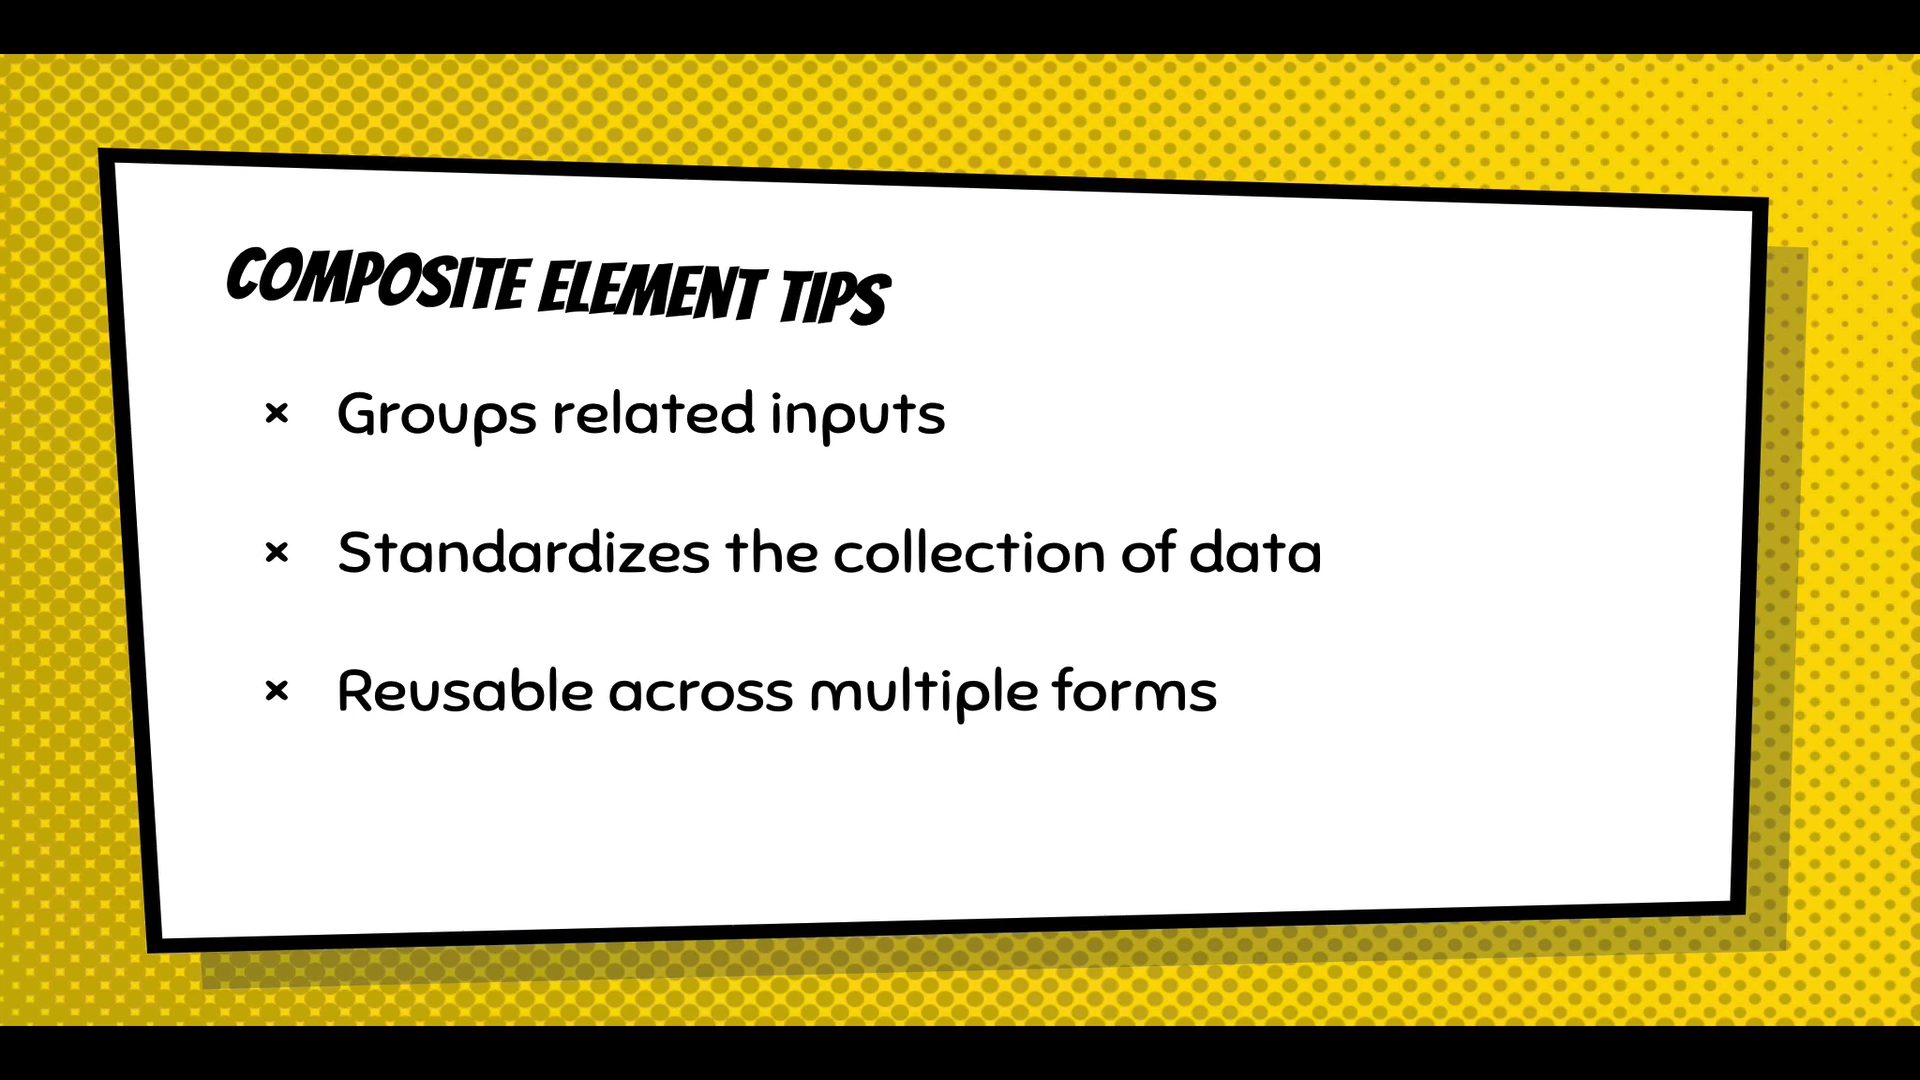 COMPOSITE ELEMENT TIPS
× Groups related inputs
× Standardizes the collection of data
× Reusable across multiple forms